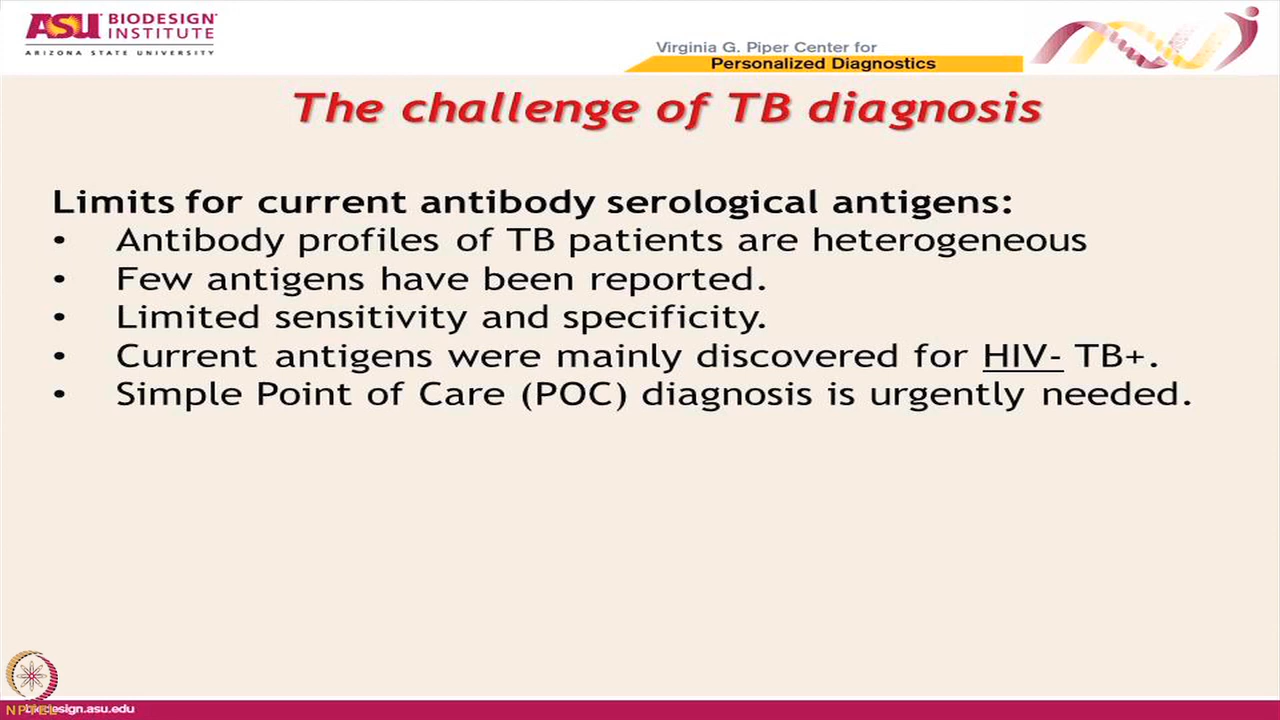 ASU BIODESIGN INSTITUTE
ARIZONA STATE UNIVERSITY
Virginia G. Piper Center for
Personalized Diagnostics
The challenge of TB diagnosis
Limits for current antibody serological antigens:
• Antibody profiles of TB patients are heterogeneous
• Few antigens have been reported.
• Limited sensitivity and specificity.
• Current antigens were mainly discovered for HIV- TB+.
• Simple Point of Care (POC) diagnosis is urgently needed.
NPTEL
biodesign.asu.edu